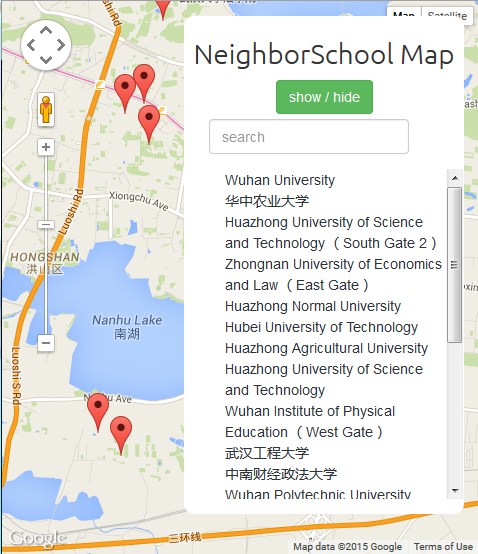 Map
Satellite
NeighborSchool Map
show / hide
search
Wuhan University
华中农业大学
Huazhong University of Science
and Technology （South Gate 2）
Zhongnan University of Economics
and Law （East Gate）
Huazhong Normal University
Hubei University of Technology
Huazhong Agricultural University
Huazhong University of Science
and Technology
Wuhan Institute of Physical
Education （West Gate）
武汉工程大学
中南财经政法大学
Wuhan Polytechnic University
Luoshi Rd
Xiongchu Ave
HONGSHAN
洪山区
Nanhu Lake
南湖
Luoshi S Rd
Ave
三环线
Google
Map data ©2015 Google
Terms of Use